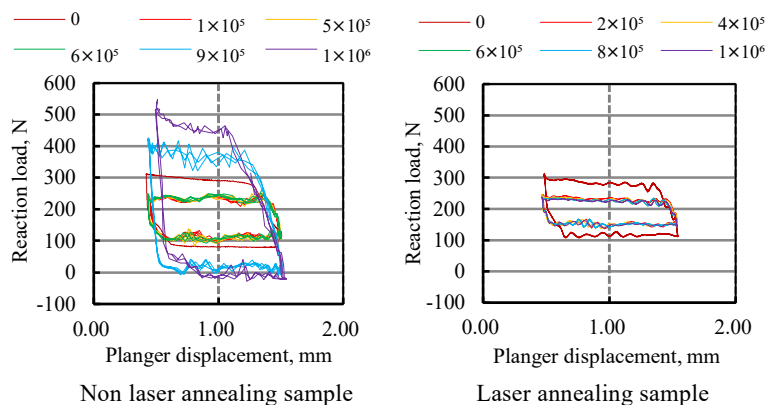 0 1×10⁵ 5×10⁵
6×10⁵ 9×10⁵ 1×10⁶
600
500
400
300
200
100
0
-100
Reaction load, N
0.00 1.00 2.00
Planger displacement, mm
Non laser annealing sample
0 2×10⁵ 4×10⁵
6×10⁵ 8×10⁵ 1×10⁶
600
500
400
300
200
100
0
-100
Reaction load, N
0.00 1.00 2.00
Planger displacement, mm
Laser annealing sample